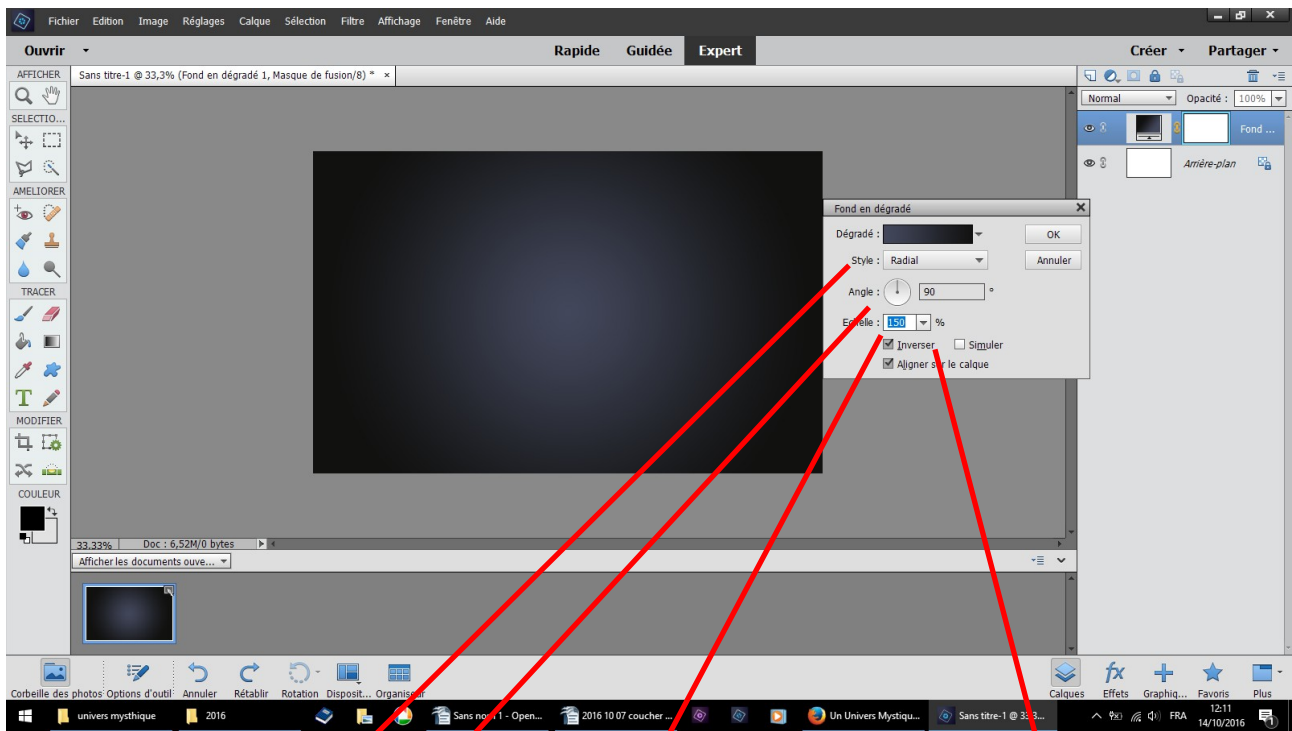 Fichier Edition Image Réglages Calque Sélection Filtre Affichage Fenêtre Aide
Ouvrir Rapide Guidée Expert Créer Partager
AFFICHER
Sans titre-1 @ 33,3% (Fond en dégradé 1, Masque de fusion/8) * ×
Normal Opacité : 100%
SELECTIO...
Fond ...
Arrière-plan
AMELIORER
Fond en dégradé
Dégradé : OK
Style : Radial Annuler
TRACER
Angle : 90 °
Echelle : 150 %
Inverser Simuler
Aligner sur le calque
T
MODIFIER
COULEUR
33.33% Doc : 6,52M/0 bytes
Afficher les documents ouve...
fx
Corbeille des photos Options d'outil Annuler Rétablir Rotation Disposit... Organiseur Calques Effets Graphiq... Favoris Plus
univers mysthique 2016 Sans nom 1 - Open... 2016 10 07 coucher ... Un Univers Mystiqu... Sans titre-1 @ 33,3... FRA 12:11
14/10/2016